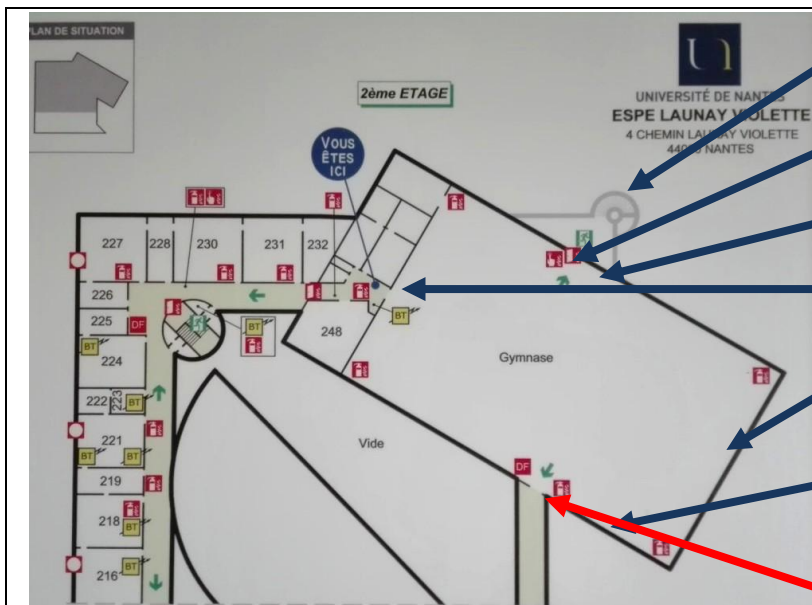 PLAN DE SITUATION
2ème ETAGE
UNIVERSITÉ DE NANTES
ESPE LAUNAY VIOLETTE
4 CHEMIN LAUNAY VIOLETTE
NANTES
VOUS
ÊTES
ICI
227
228
230
231
232
226
225
DF
BT
BT
248
BT
224
Gymnase
222
223
BT
221
BT
BT
Vide
219
DF
218
BT
216
BT